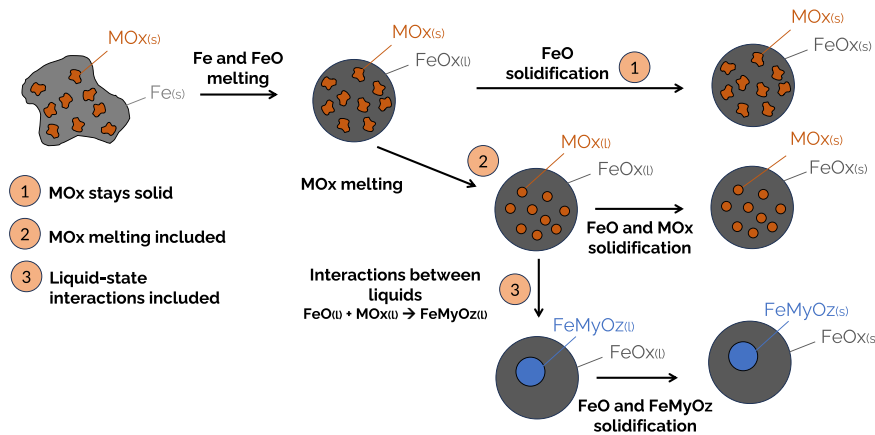 MOx(s)
Fe(s)
Fe and FeO
melting
MOx(s)
FeOx(l)
FeO
solidification
1
MOx(s)
FeOx(s)
1 MOx stays solid
2 MOx melting included
3 Liquid-state
interactions included
MOx melting
2
MOx(l)
FeOx(l)
FeO and MOx
solidification
MOx(s)
FeOx(s)
Interactions between
liquids
FeO(l) + MOx(l) → FeMyOz(l)
3
FeMyOz(l)
FeOx(l)
FeO and FeMyOz
solidification
FeMyOz(s)
FeOx(s